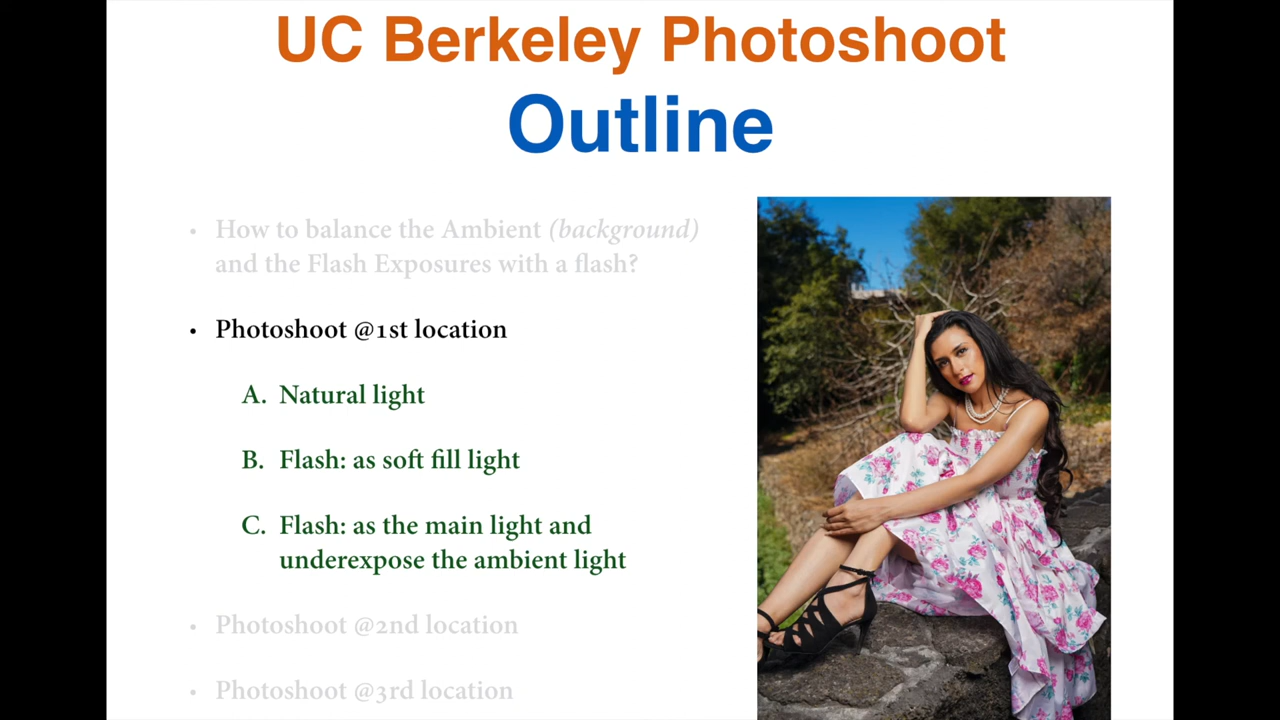 UC Berkeley Photoshoot
Outline
• How to balance the Ambient (background)
and the Flash Exposures with a flash?
• Photoshoot @1st location
A. Natural light
B. Flash: as soft fill light
C. Flash: as the main light and
underexpose the ambient light
• Photoshoot @2nd location
• Photoshoot @3rd location